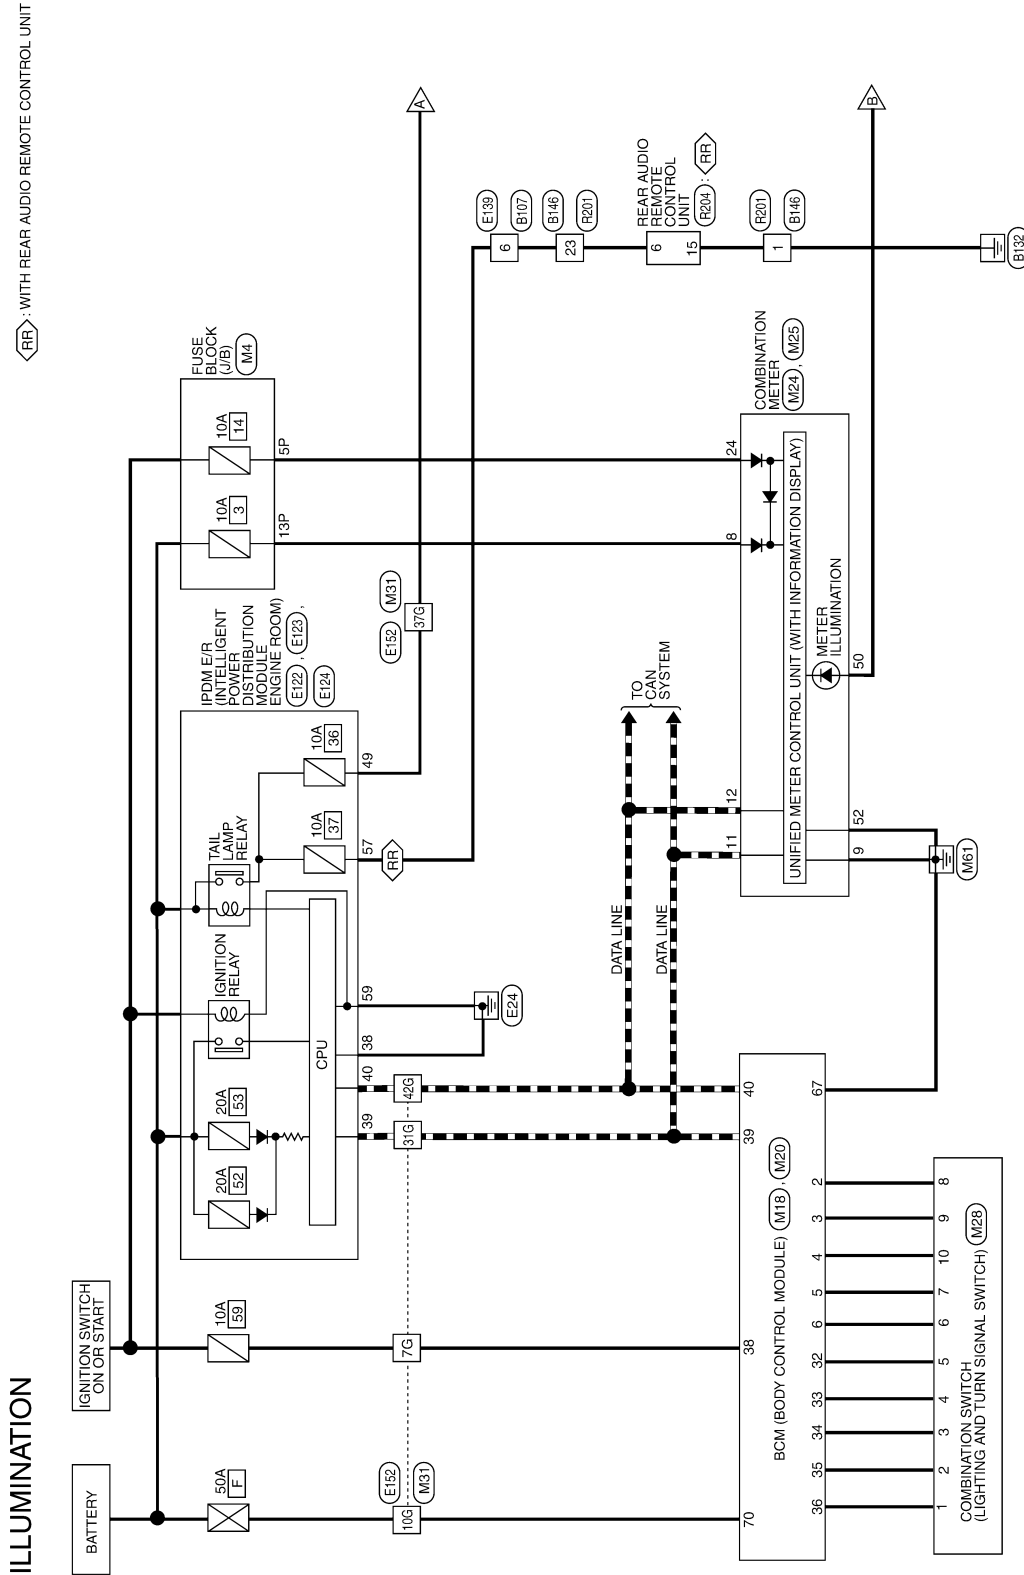 ILLUMINATION
RR : WITH REAR AUDIO REMOTE CONTROL UNIT
BATTERY
IGNITION SWITCH
ON OR START
50A
F
10A
59
20A
52
20A
53
IGNITION
RELAY
TAIL
LAMP
RELAY
CPU
10A
37
10A
36
IPDM E/R
(INTELLIGENT
POWER
DISTRIBUTION
MODULE
ENGINE ROOM)
E122 , E123 ,
E124
10A
3
10A
14
FUSE
BLOCK
(J/B)
M4
39
40
38
59
57
49
13P
5P
RR
E24
E152
M31
10G
7G
31G
42G
E152
M31
37G
A
6
E139
B107
23
B146
R201
6
15
REAR AUDIO
REMOTE
CONTROL
UNIT
R204 : RR
1
R201
B146
B132
DATA LINE
DATA LINE
TO
CAN
SYSTEM
70
38
39
40
BCM (BODY CONTROL MODULE) M18 , M20
36
35
34
33
32
6
5
4
3
2
67
1
2
3
4
5
6
7
10
9
8
COMBINATION SWITCH
(LIGHTING AND TURN SIGNAL SWITCH) M28
11
12
8
24
COMBINATION
METER
M24 , M25
UNIFIED METER CONTROL UNIT (WITH INFORMATION DISPLAY)
METER
ILLUMINATION
9
52
50
M61
B